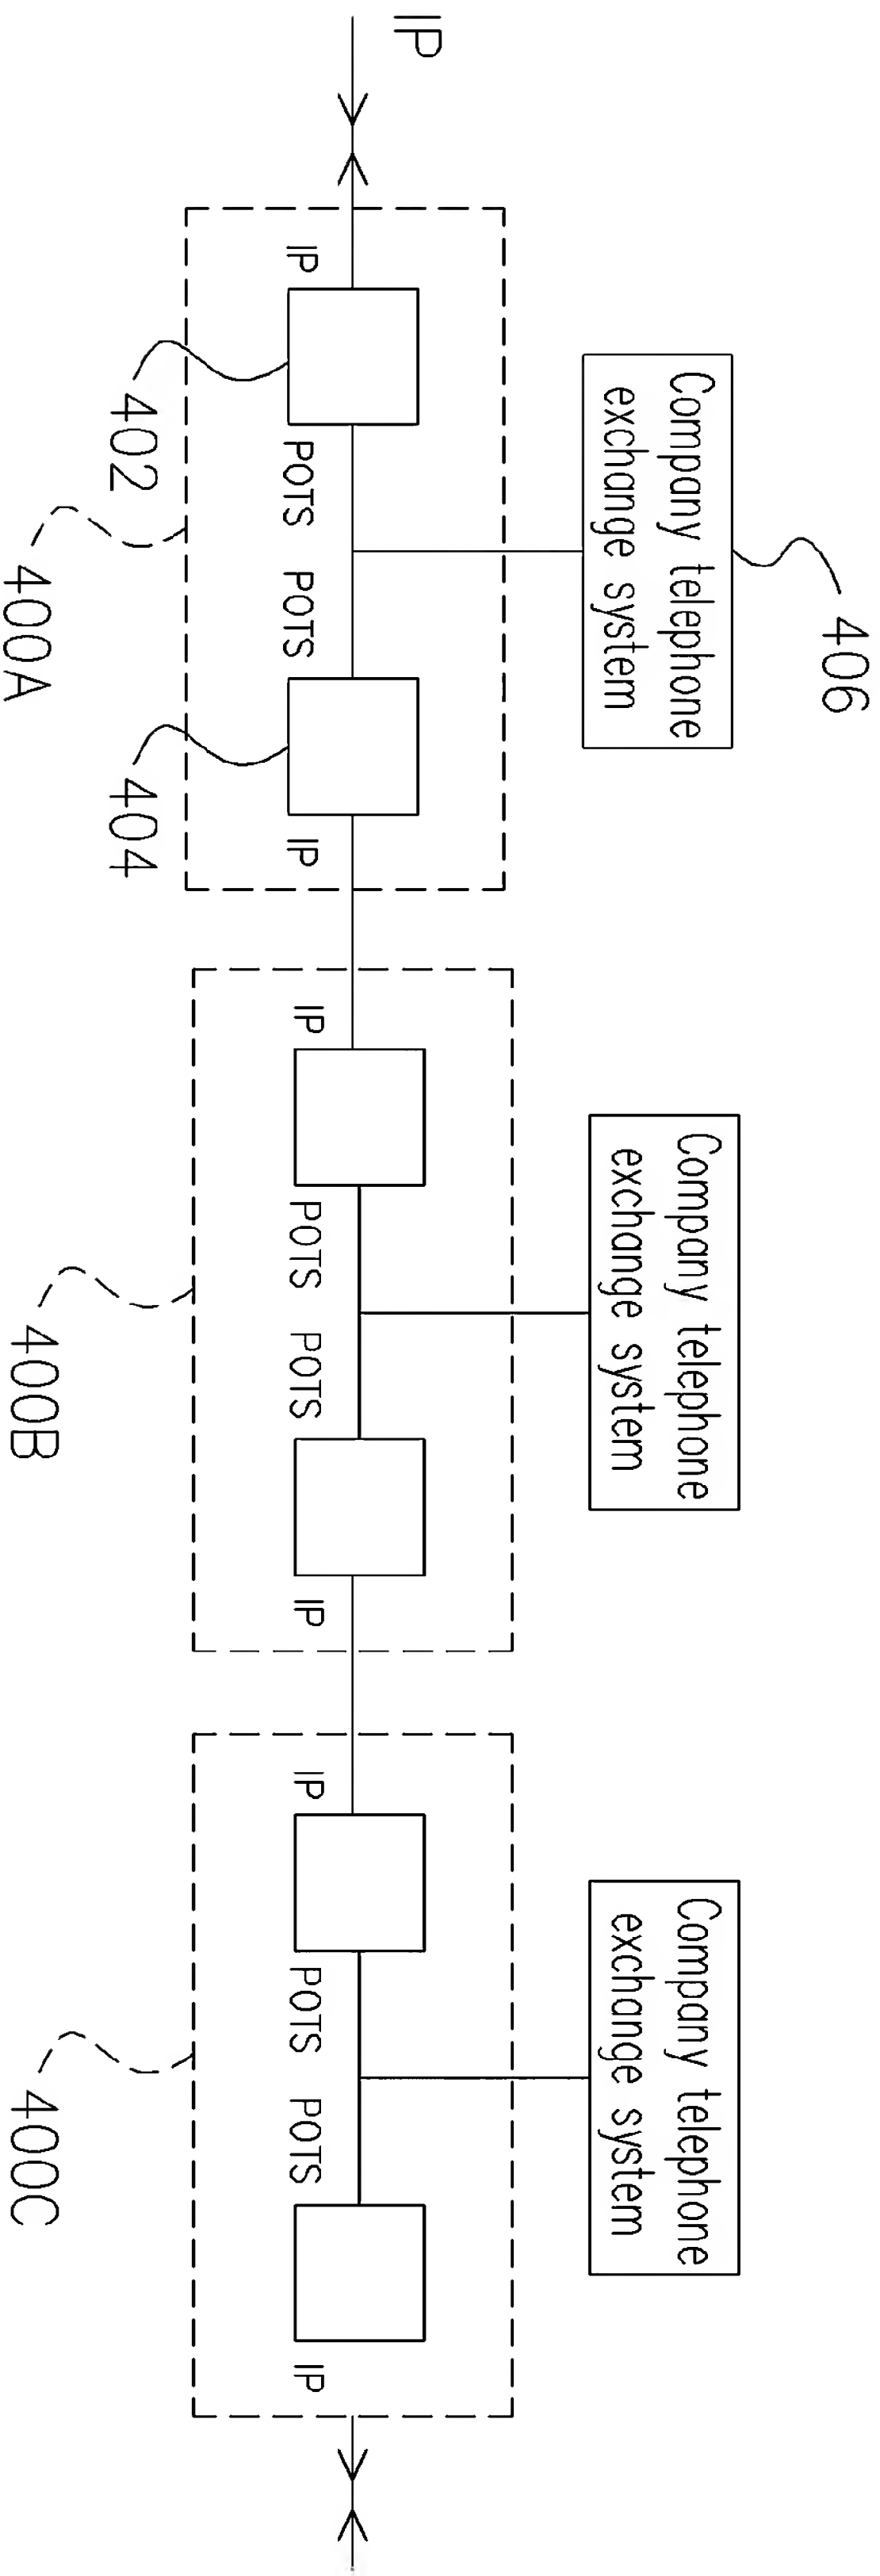 406
Company telephone
exchange system
Company telephone
exchange system
Company telephone
exchange system
IP
IP
POTS
POTS
IP
IP
POTS
POTS
IP
IP
POTS
POTS
IP
402
404
400A
400B
400C